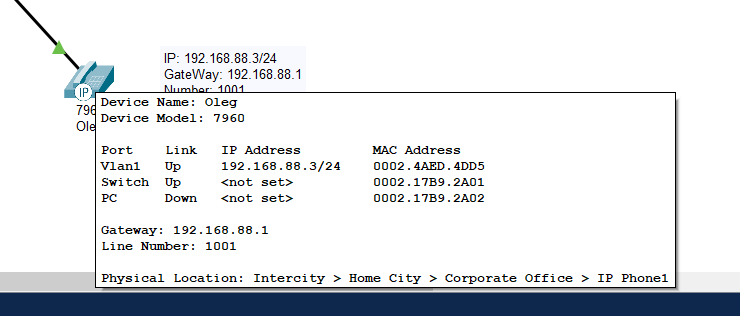 IP: 192.168.88.3/24
GateWay: 192.168.88.1
Number: 1001
IP
Device Name: Oleg
Device Model: 7960
Port Link IP Address MAC Address
Vlan1 Up 192.168.88.3/24 0002.4AED.4DD5
Switch Up <not set> 0002.17B9.2A01
PC Down <not set> 0002.17B9.2A02
Gateway: 192.168.88.1
Line Number: 1001
Physical Location: Intercity > Home City > Corporate Office > IP Phone1